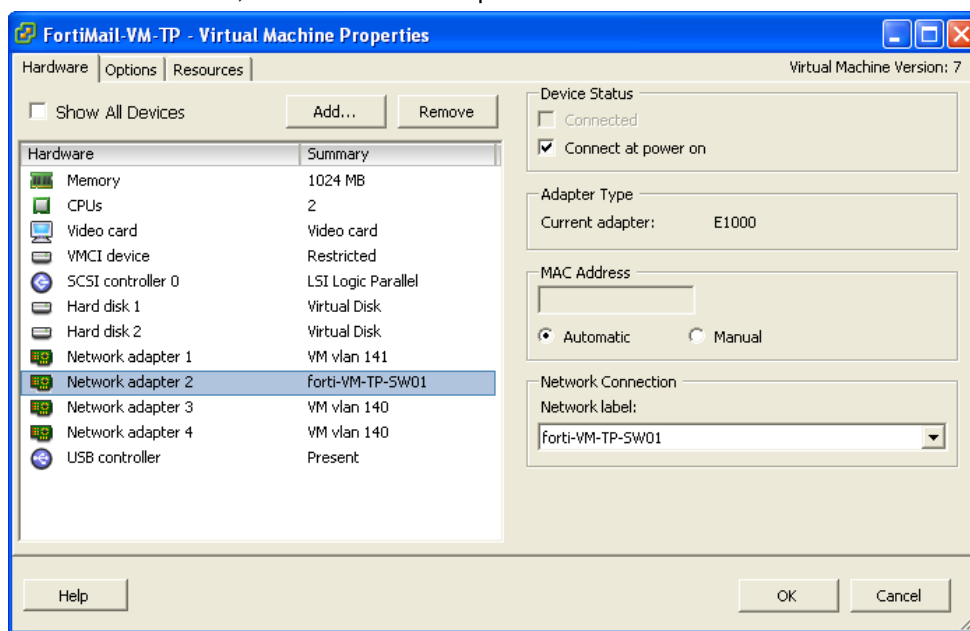 FortiMail-VM-TP - Virtual Machine Properties
Hardware Options Resources Virtual Machine Version: 7
Show All Devices Add... Remove
Hardware Summary
Memory 1024 MB
CPUs 2
Video card Video card
VMCI device Restricted
SCSI controller 0 LSI Logic Parallel
Hard disk 1 Virtual Disk
Hard disk 2 Virtual Disk
Network adapter 1 VM vlan 141
Network adapter 2 forti-VM-TP-SW01
Network adapter 3 VM vlan 140
Network adapter 4 VM vlan 140
USB controller Present
Device Status
Connected
Connect at power on
Adapter Type
Current adapter: E1000
MAC Address
Automatic Manual
Network Connection
Network label:
forti-VM-TP-SW01
Help OK Cancel